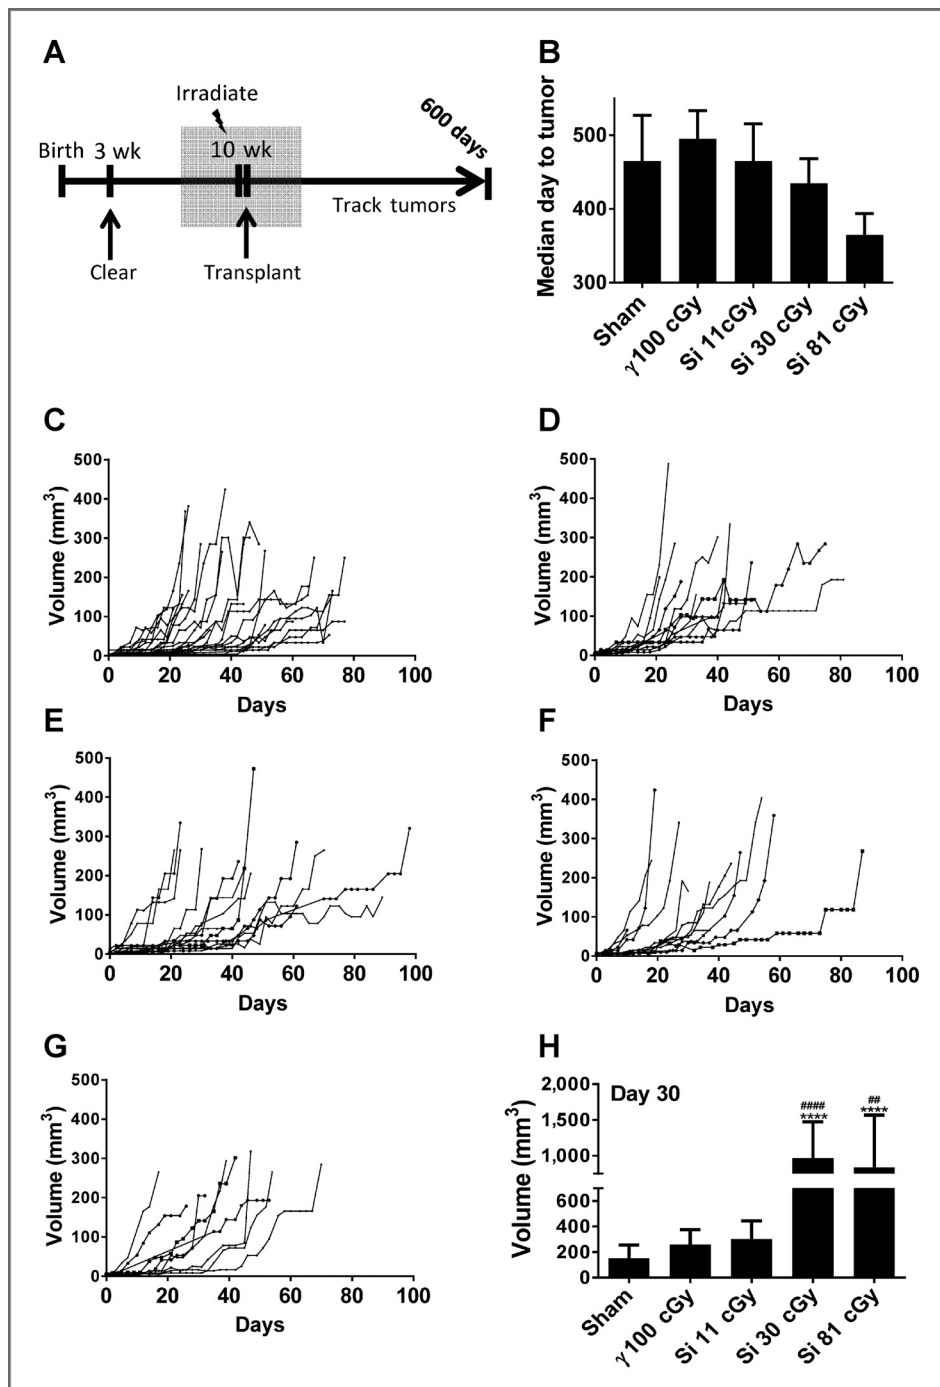 A
Irradiate
Birth 3 wk
10 wk
600 days
Track tumors
Clear
Transplant
B
Median day to tumor
500
400
300
Sham
γ100 cGy
Si 11cGy
Si 30 cGy
Si 81 cGy
C
Volume (mm3)
500
400
300
200
100
0
0 20 40 60 80 100
Days
D
Volume (mm3)
500
400
300
200
100
0
0 20 40 60 80 100
Days
E
Volume (mm3)
500
400
300
200
100
0
0 20 40 60 80 100
Days
F
Volume (mm3)
500
400
300
200
100
0
0 20 40 60 80 100
Days
G
Volume (mm3)
500
400
300
200
100
0
0 20 40 60 80 100
Days
H
Day 30
Volume (mm3)
2,000
1,500
1,000
600
400
200
0
####
****
##
****
Sham
γ100 cGy
Si 11 cGy
Si 30 cGy
Si 81 cGy